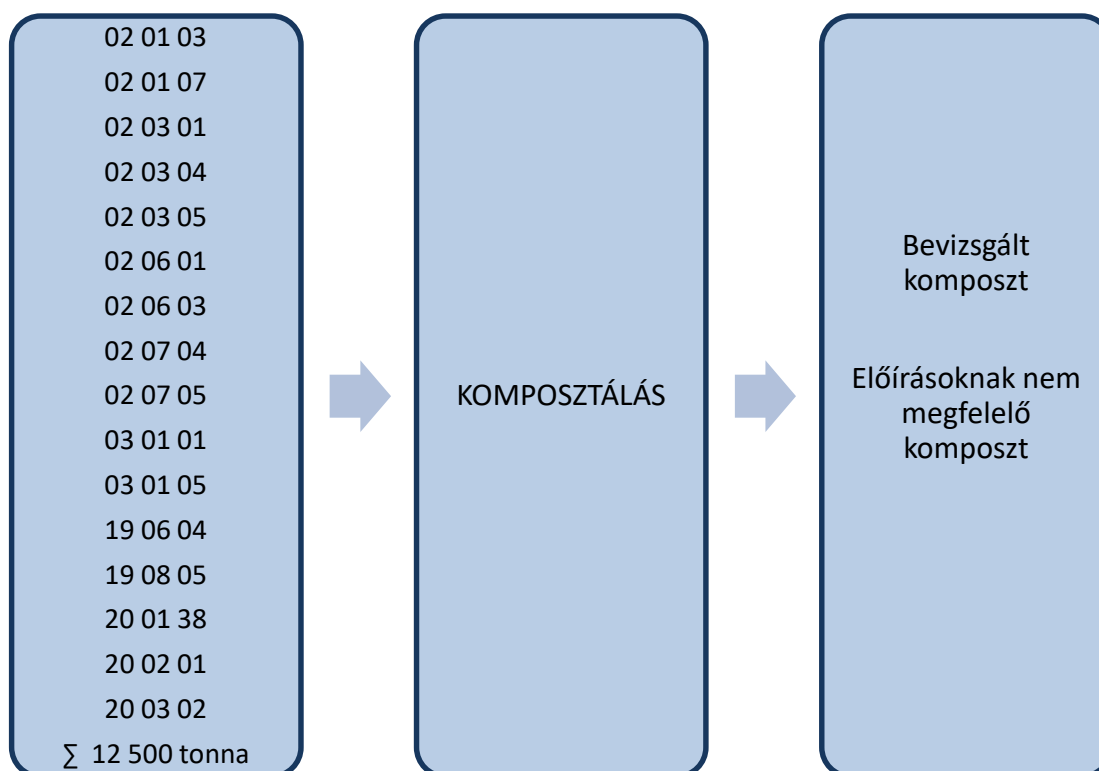 02 01 03
02 01 07
02 03 01
02 03 04
02 03 05
02 06 01
02 06 03
02 07 04
02 07 05
03 01 01
03 01 05
19 06 04
19 08 05
20 01 38
20 02 01
20 03 02
∑ 12 500 tonna
KOMPOSZTÁLÁS
Bevizsgált
komposzt
Előírásoknak nem
megfelelő
komposzt